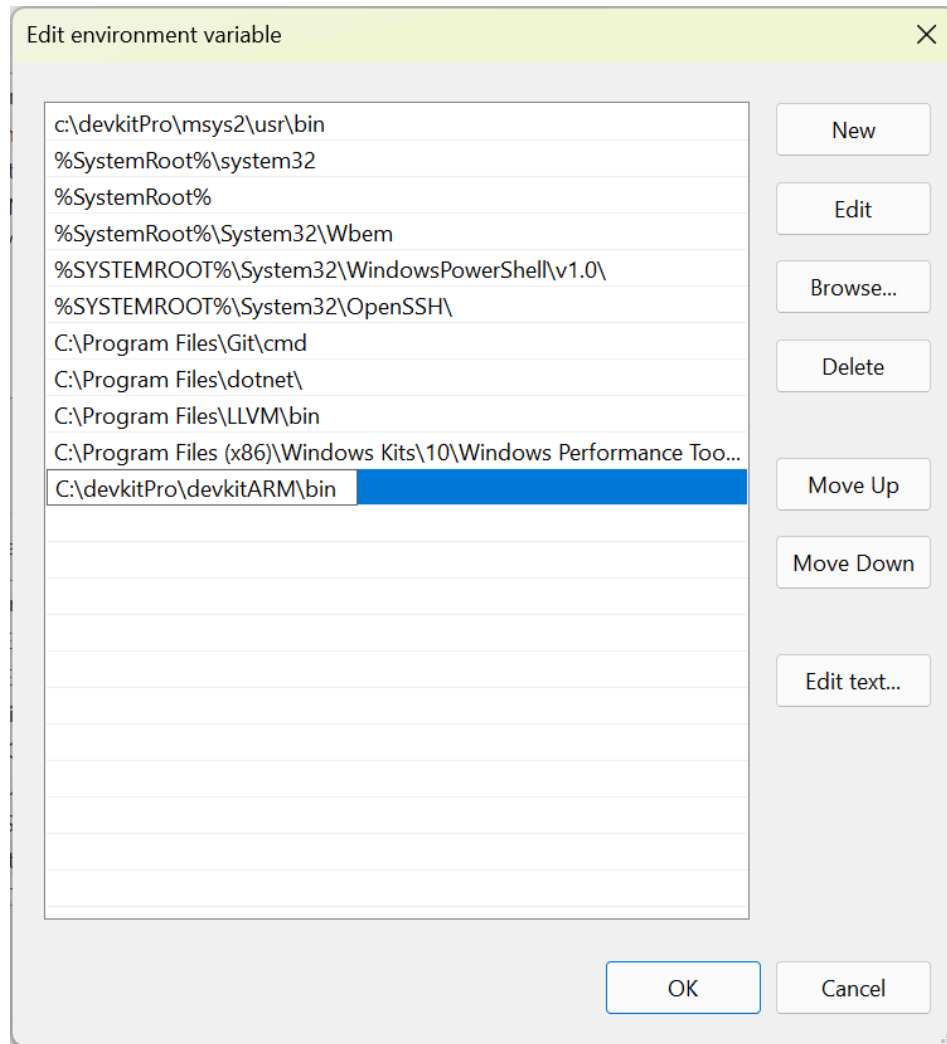 Edit environment variable
c:\devkitPro\msys2\usr\bin
%SystemRoot%\system32
%SystemRoot%
%SystemRoot%\System32\Wbem
%SYSTEMROOT%\System32\WindowsPowerShell\v1.0\
%SYSTEMROOT%\System32\OpenSSH\
C:\Program Files\Git\cmd
C:\Program Files\dotnet\
C:\Program Files\LLVM\bin
C:\Program Files (x86)\Windows Kits\10\Windows Performance Too...
C:\devkitPro\devkitARM\bin
New
Edit
Browse...
Delete
Move Up
Move Down
Edit text...
OK
Cancel